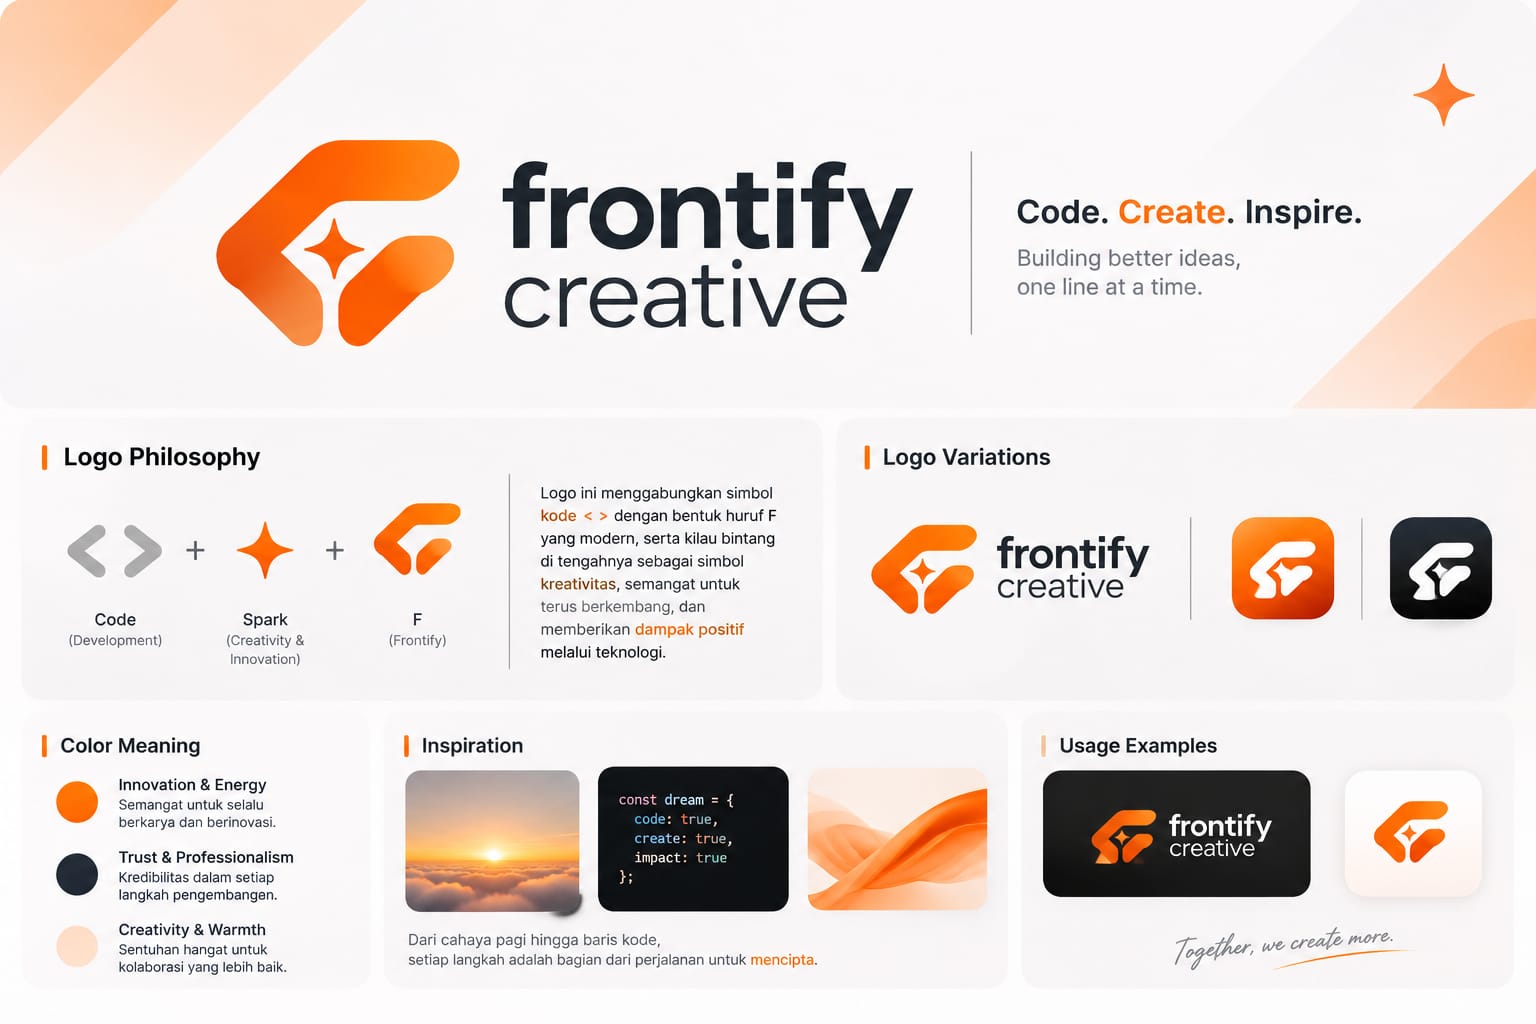 frontify
creative
Code. Create. Inspire.
Building better ideas,
one line at a time.
Logo Philosophy
< > + +
Code
(Development)
Spark
(Creativity &
Innovation)
F
(Frontify)
Logo ini menggabungkan simbol
kode < > dengan bentuk huruf F
yang modern, serta kilau bintang
di tengahnya sebagai simbol
kreativitas, semangat untuk
terus berkembang, dan
memberikan dampak positif
melalui teknologi.
Logo Variations
frontify
creative
Color Meaning
Innovation & Energy
Semangat untuk selalu
berkarya dan berinovasi.
Trust & Professionalism
Kredibilitas dalam setiap
langkah pengembangan.
Creativity & Warmth
Sentuhan hangat untuk
kolaborasi yang lebih baik.
Inspiration
const dream = {
code: true,
create: true,
impact: true
};
Dari cahaya pagi hingga baris kode,
setiap langkah adalah bagian dari perjalanan untuk mencipta.
Usage Examples
frontify
creative
Together, we create more.